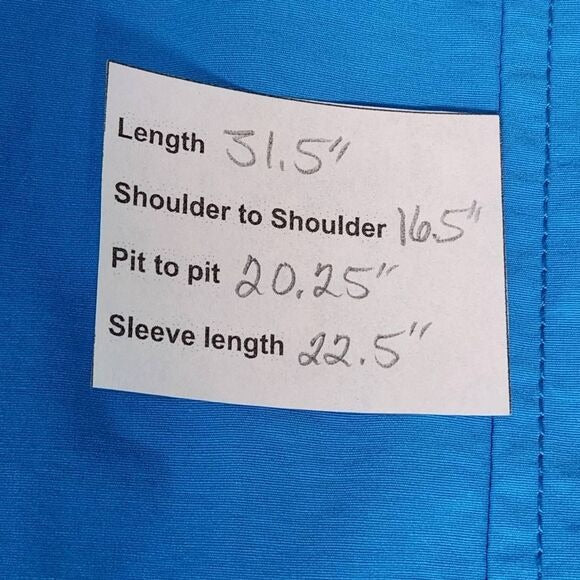 Length 31.5"
Shoulder to Shoulder 16.5"
Pit to pit 20.25"
Sleeve length 22.5"